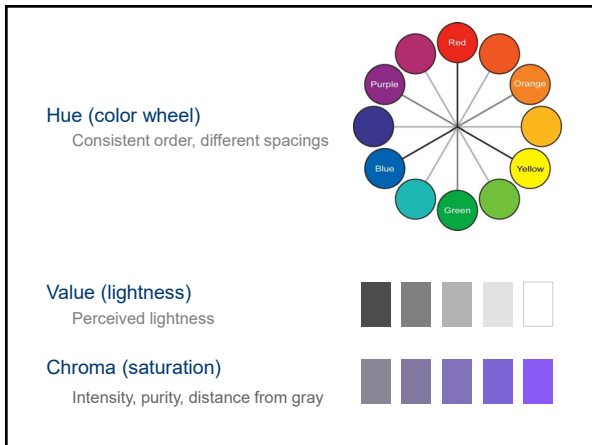 Hue (color wheel)
Consistent order, different spacings
Red
Orange
Yellow
Green
Blue
Purple
Value (lightness)
Perceived lightness
Chroma (saturation)
Intensity, purity, distance from gray